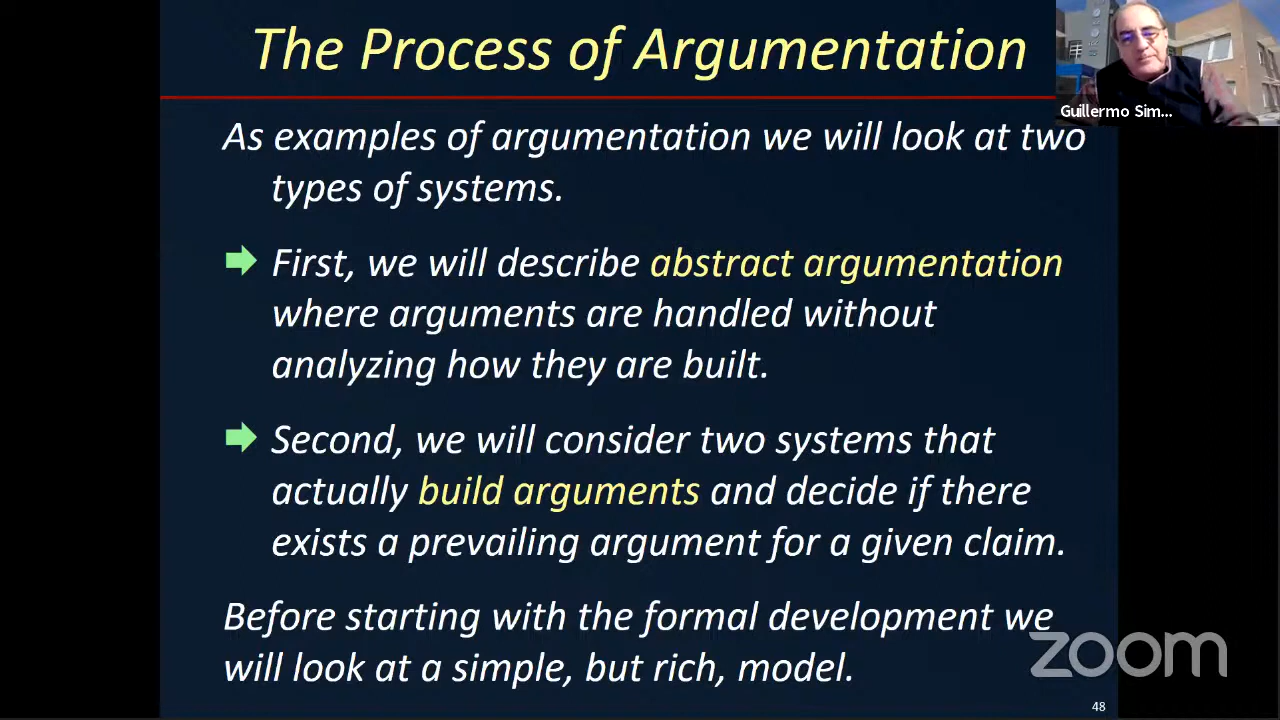 The Process of Argumentation
Guillermo Sim...
As examples of argumentation we will look at two
types of systems.
First, we will describe abstract argumentation
where arguments are handled without
analyzing how they are built.
Second, we will consider two systems that
actually build arguments and decide if there
exists a prevailing argument for a given claim.
Before starting with the formal development we
will look at a simple, but rich, model.
zoom
48